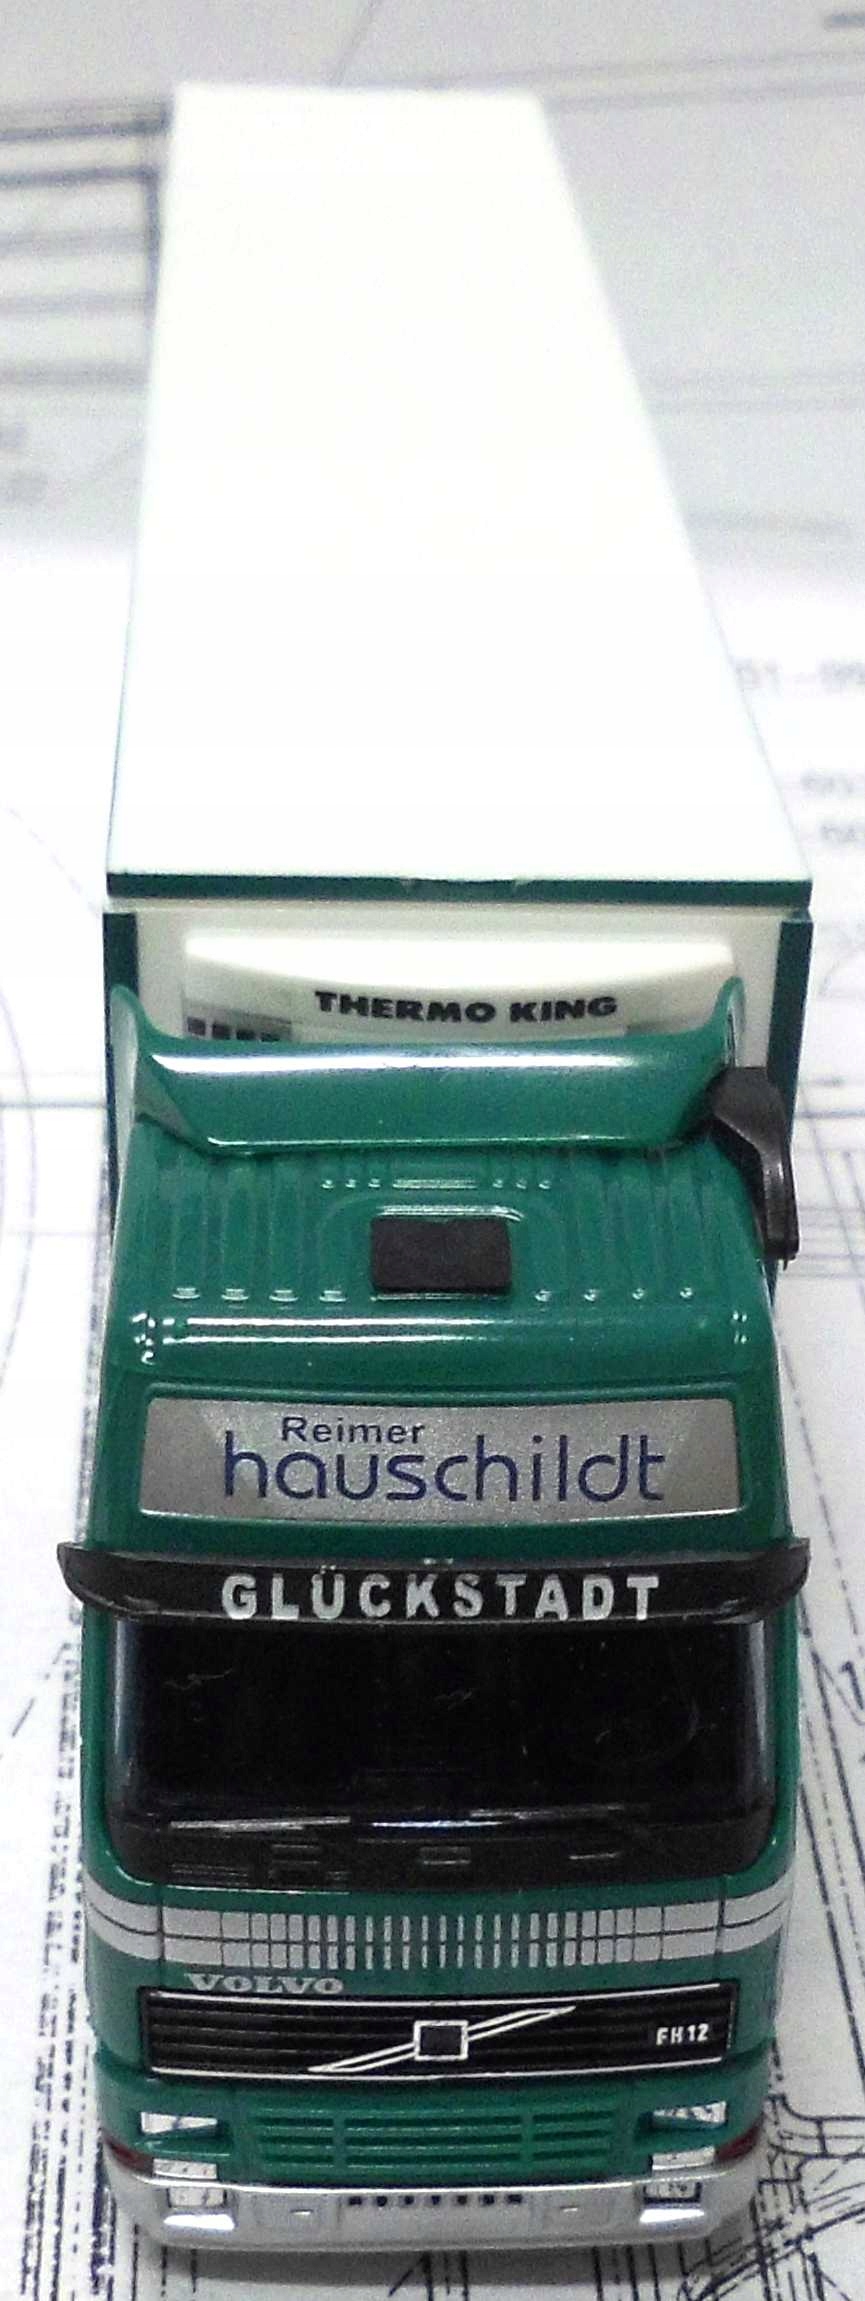 THERMO KING
Reimer
hauschildt
GLÜCKSTADT
VOLVO
FH12